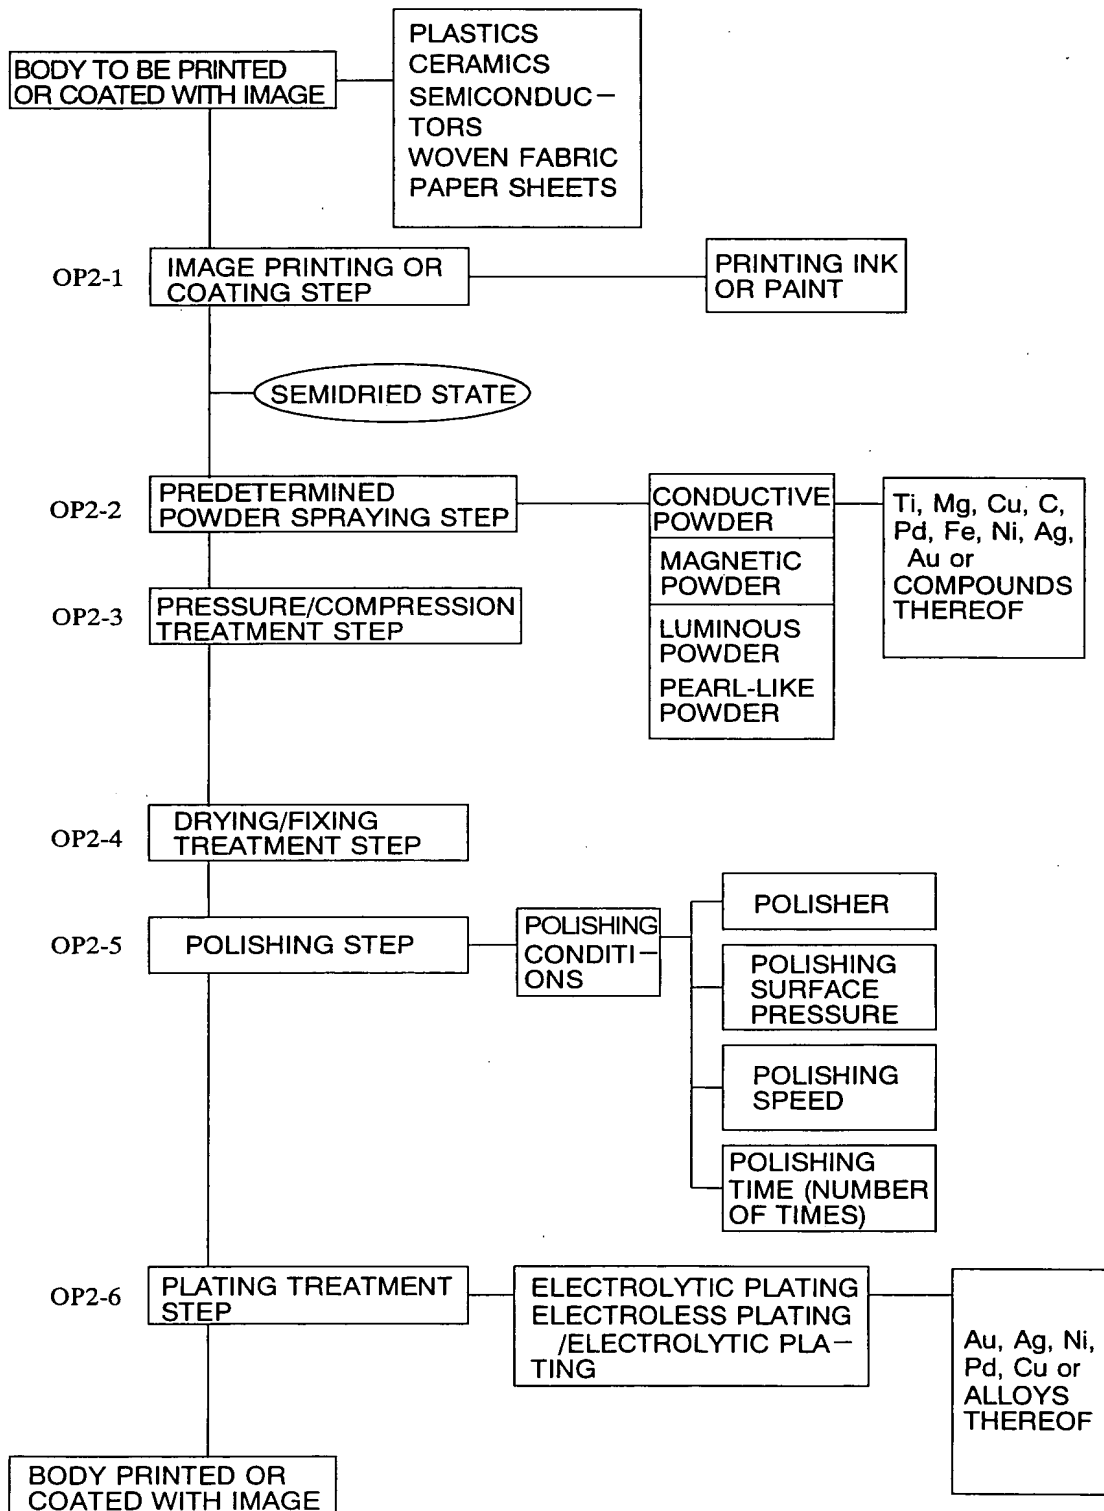 BODY TO BE PRINTED
OR COATED WITH IMAGE
PLASTICS
CERAMICS
SEMICONDUC-
TORS
WOVEN FABRIC
PAPER SHEETS
OP2-1
IMAGE PRINTING OR
COATING STEP
PRINTING INK
OR PAINT
SEMIDRIED STATE
OP2-2
PREDETERMINED
POWDER SPRAYING STEP
CONDUCTIVE
POWDER
MAGNETIC
POWDER
LUMINOUS
POWDER
PEARL-LIKE
POWDER
Ti, Mg, Cu, C,
Pd, Fe, Ni, Ag,
Au or
COMPOUNDS
THEREOF
OP2-3
PRESSURE/COMPRESSION
TREATMENT STEP
OP2-4
DRYING/FIXING
TREATMENT STEP
OP2-5
POLISHING STEP
POLISHING
CONDITI-
ONS
POLISHER
POLISHING
SURFACE
PRESSURE
POLISHING
SPEED
POLISHING
TIME (NUMBER
OF TIMES)
OP2-6
PLATING TREATMENT
STEP
ELECTROLYTIC PLATING
ELECTROLESS PLATING
/ELECTROLYTIC PLA-
TING
Au, Ag, Ni,
Pd, Cu or
ALLOYS
THEREOF
BODY PRINTED OR
COATED WITH IMAGE